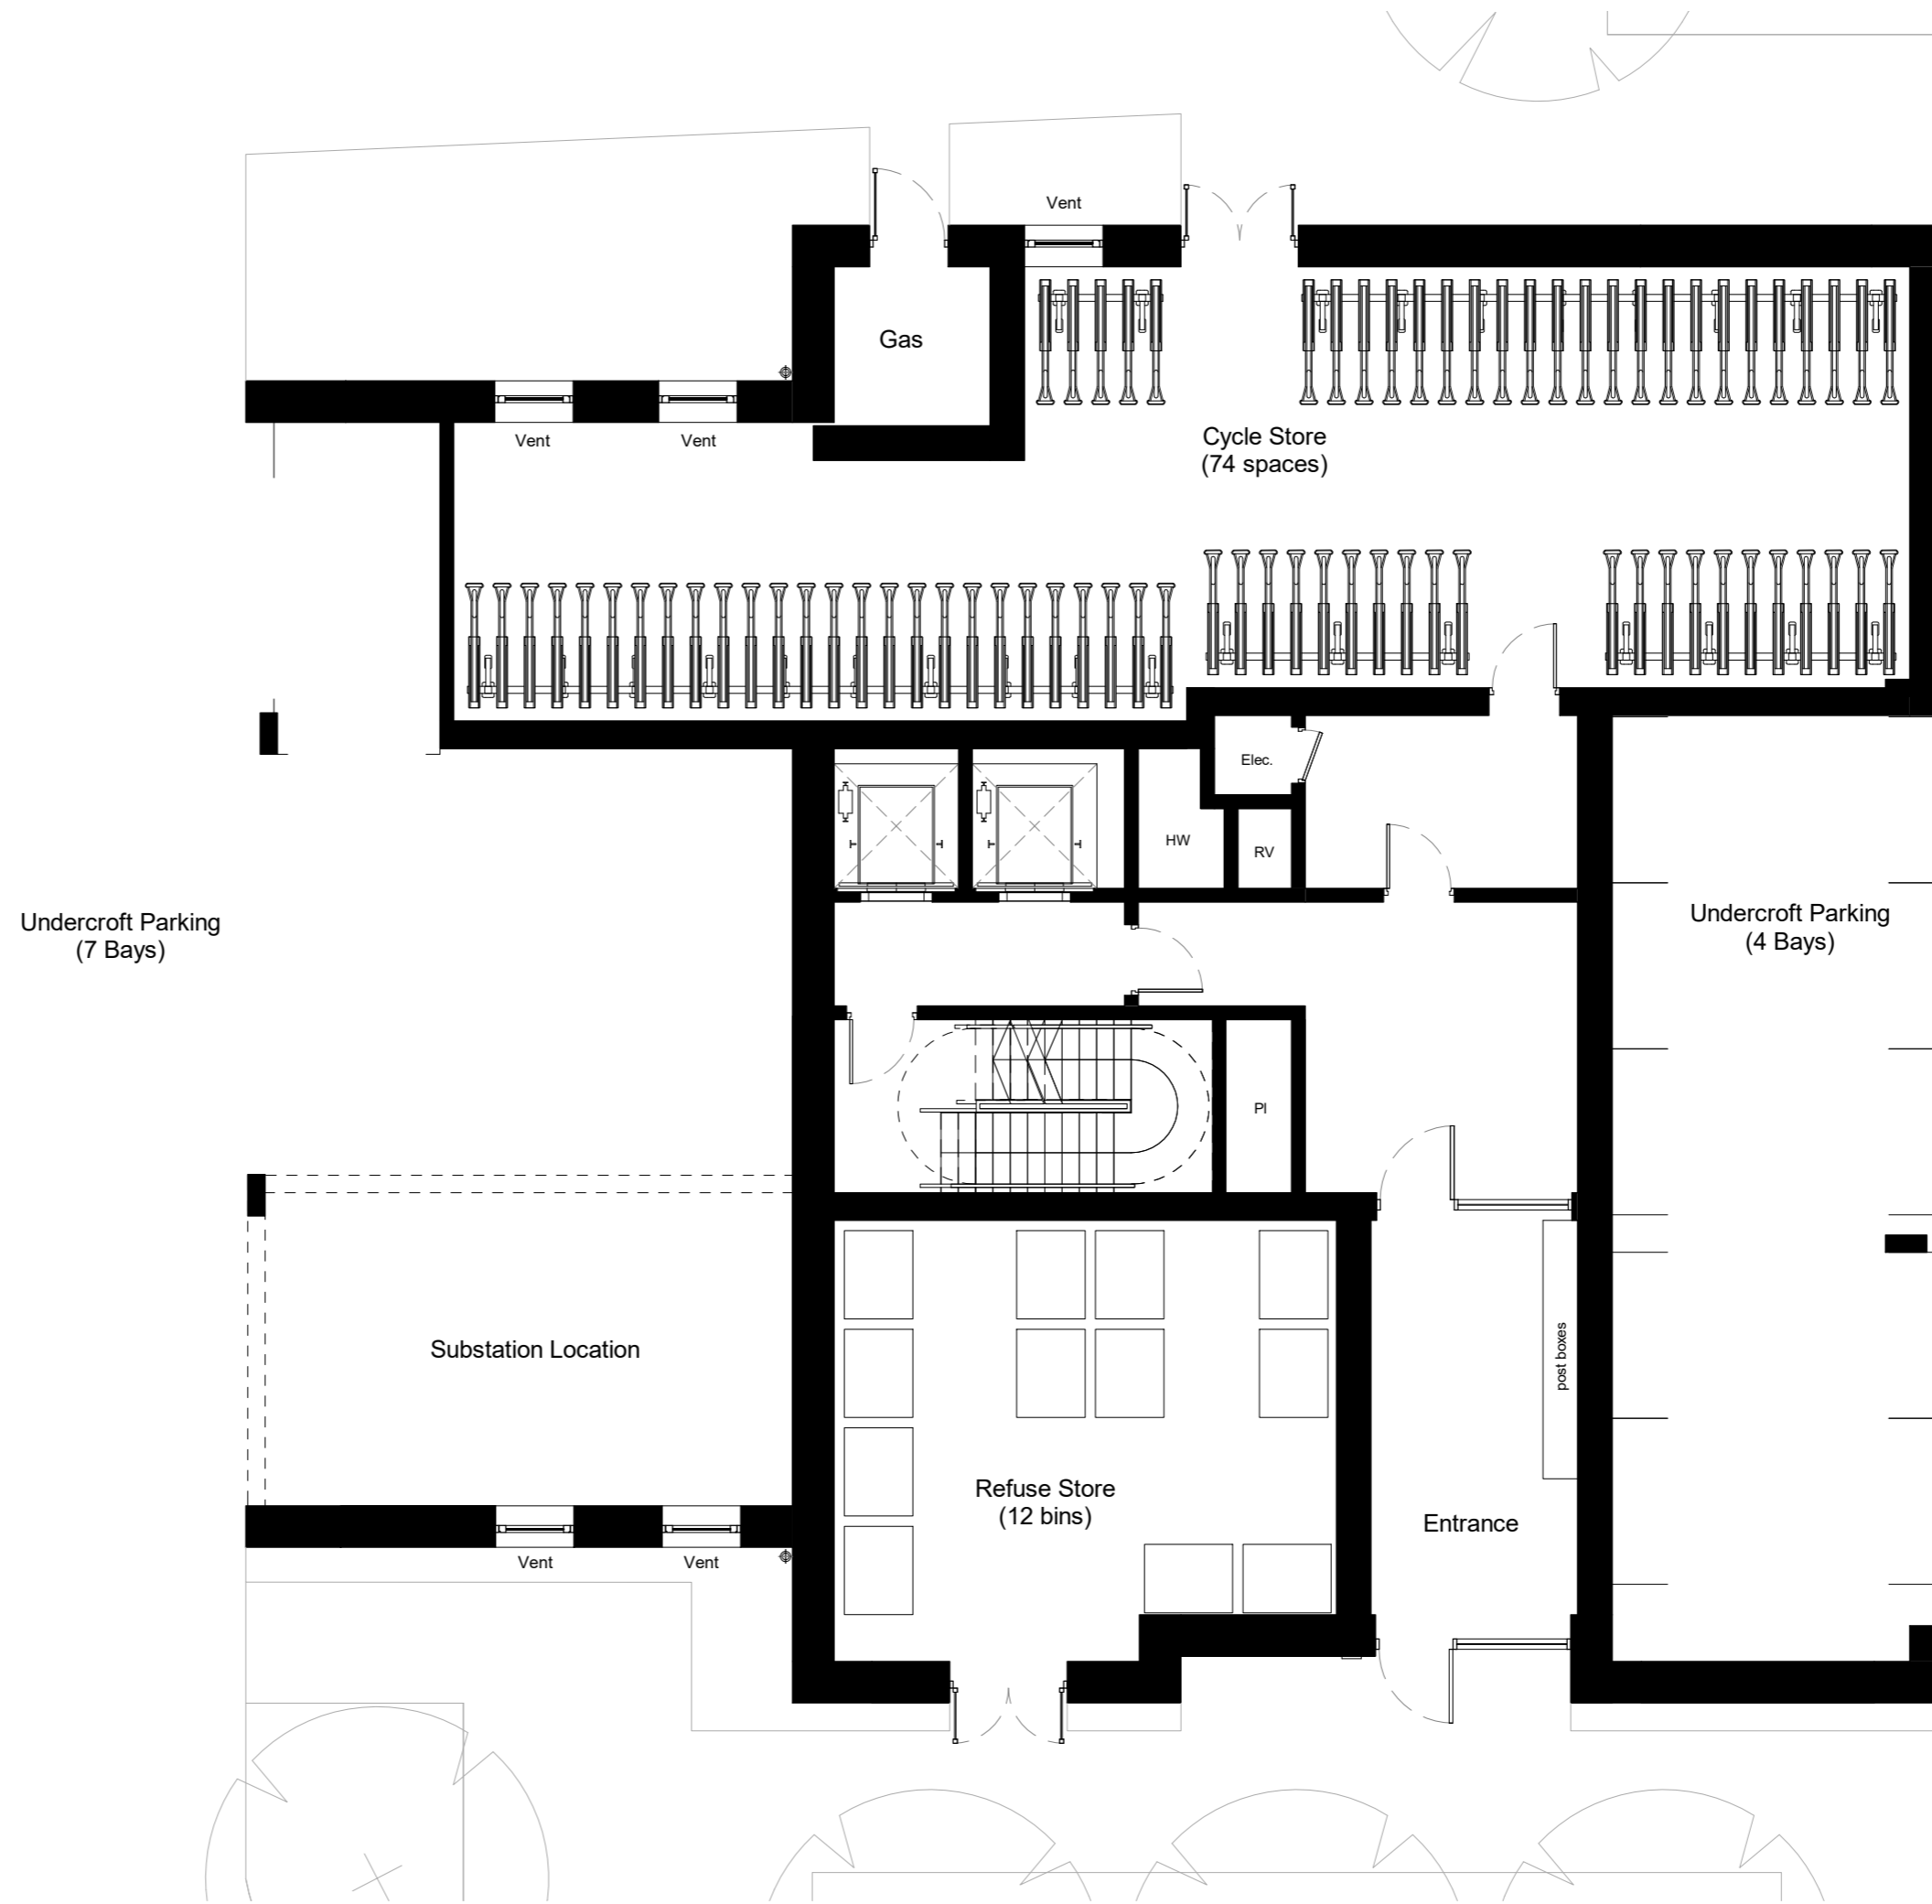 Vent
Gas
Vent
Vent
Cycle Store
(74 spaces)
Elec.
HW
RV
Undercroft Parking
(7 Bays)
Undercroft Parking
(4 Bays)
PI
Substation Location
post boxes
Refuse Store
(12 bins)
Entrance
Vent
Vent